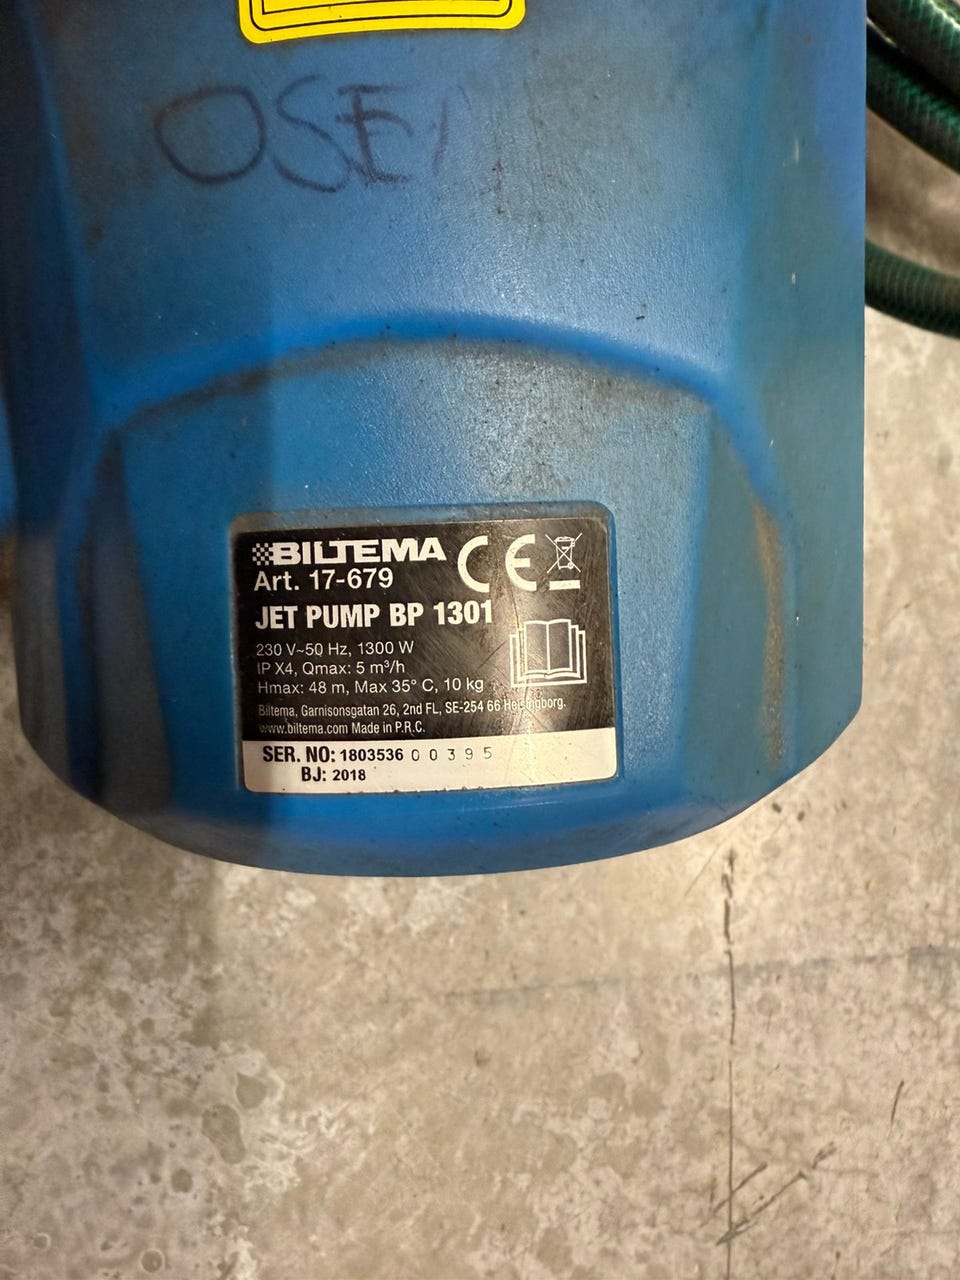 OSEN
BILTEMA
Art. 17-679
JET PUMP BP 1301
230 V~50 Hz, 1300 W
IP X4, Qmax: 5 m³/h
Hmax: 48 m, Max 35° C, 10 kg
Biltema, Garnisonsgatan 26, 2nd FL, SE-254 66 Helsingborg.
www.biltema.com Made in P.R.C.
SER. NO: 1803536 00395
BJ: 2018